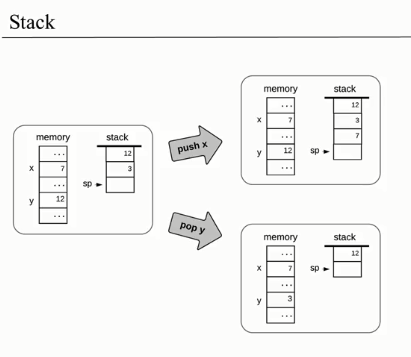 Stack
memory stack
... 12
x 7 3
... sp
y 12
...
push x
memory stack
... 12
x 7 3
... 7
y 12 sp
...
pop y
memory stack
... 12
x 7 sp
...
y 3
...